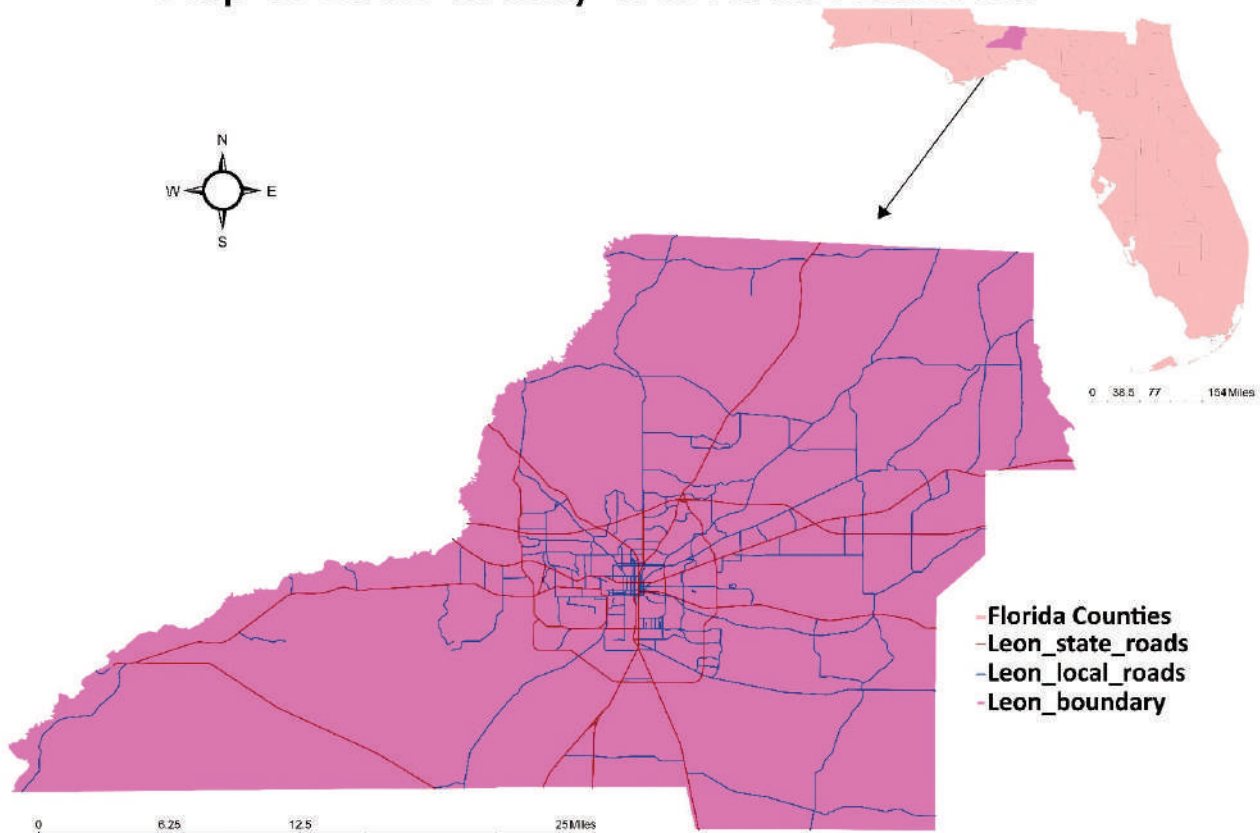 N
W E
S
0 38.5 77 154 Miles
Florida Counties
Leon_state_roads
Leon_local_roads
Leon_boundary
0 6.25 12.5 25 Miles